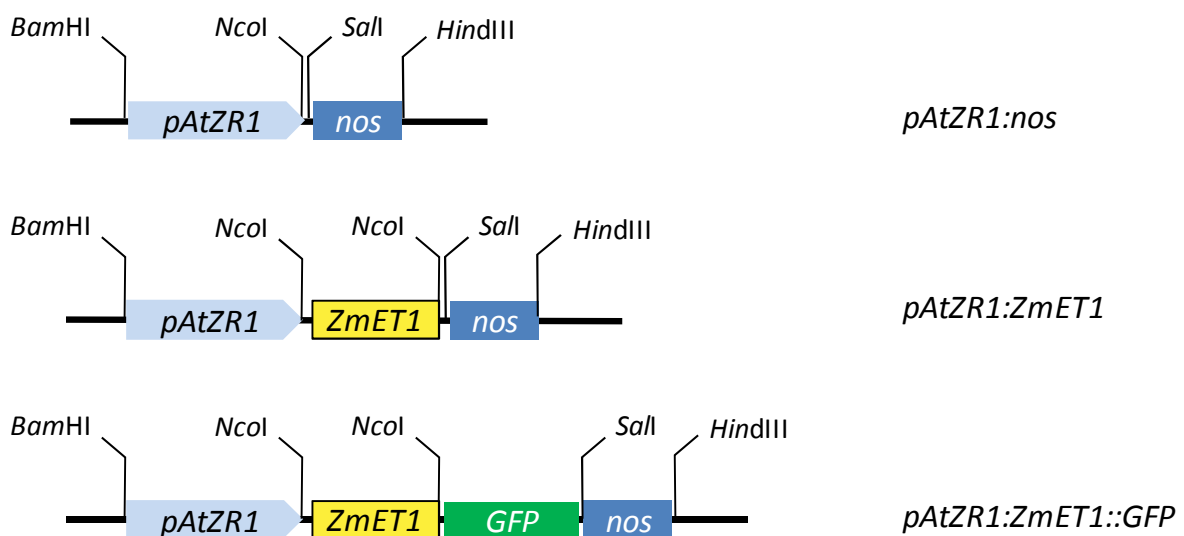 BamHI NcoI SalI HindIII
pAtZR1 nos pAtZR1:nos
BamHI NcoI NcoI SalI HindIII
pAtZR1 ZmET1 nos pAtZR1:ZmET1
BamHI NcoI NcoI SalI HindIII
pAtZR1 ZmET1 GFP nos pAtZR1:ZmET1::GFP